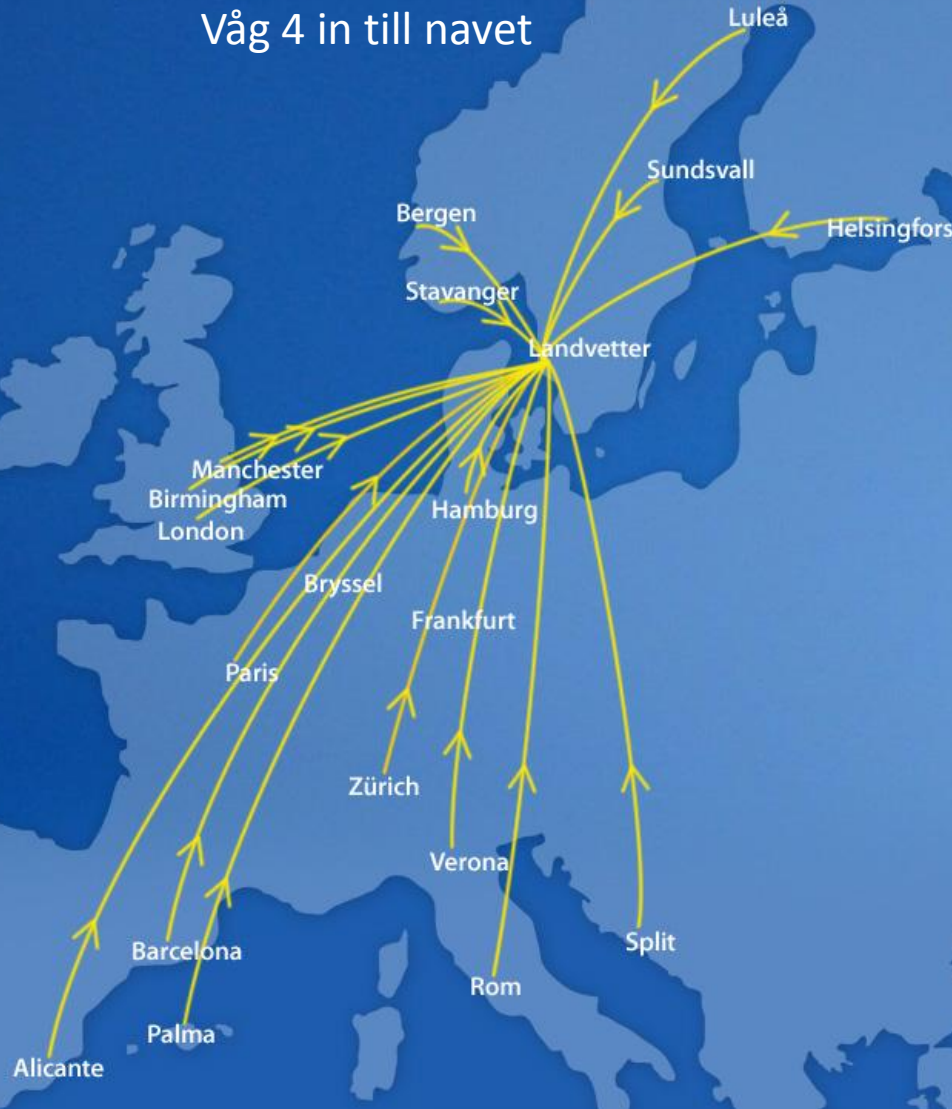 Våg 4 in till navet
Luleå
Sundsvall
Bergen
Helsingfors
Stavanger
Landvetter
Manchester
Birmingham
London
Hamburg
Bryssel
Frankfurt
Paris
Zürich
Verona
Barcelona
Split
Rom
Palma
Alicante